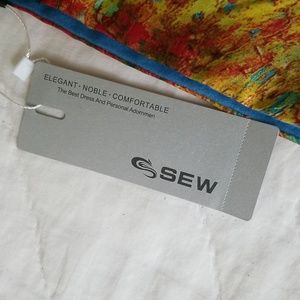 ELEGANT · NOBLE · COMFORTABLE
The Best Dress And Personal Adornment
SEW